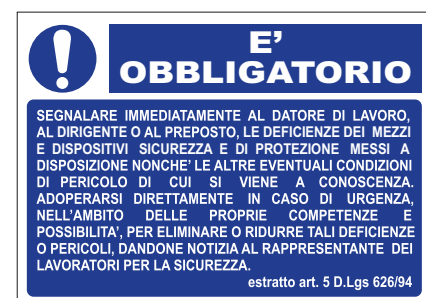 E'
OBBLIGATORIO
SEGNALARE IMMEDIATAMENTE AL DATORE DI LAVORO,
AL DIRIGENTE O AL PREPOSTO, LE DEFICIENZE DEI MEZZI
E DISPOSITIVI SICUREZZA E DI PROTEZIONE MESSI A
DISPOSIZIONE NONCHE' LE ALTRE EVENTUALI CONDIZIONI
DI PERICOLO DI CUI SI VIENE A CONOSCENZA.
ADOPERARSI DIRETTAMENTE IN CASO DI URGENZA,
NELL'AMBITO DELLE PROPRIE COMPETENZE E
POSSIBILITA', PER ELIMINARE O RIDURRE TALI DEFICIENZE
O PERICOLI, DANDONE NOTIZIA AL RAPPRESENTANTE DEI
LAVORATORI PER LA SICUREZZA.
estratto art. 5 D.Lgs 626/94